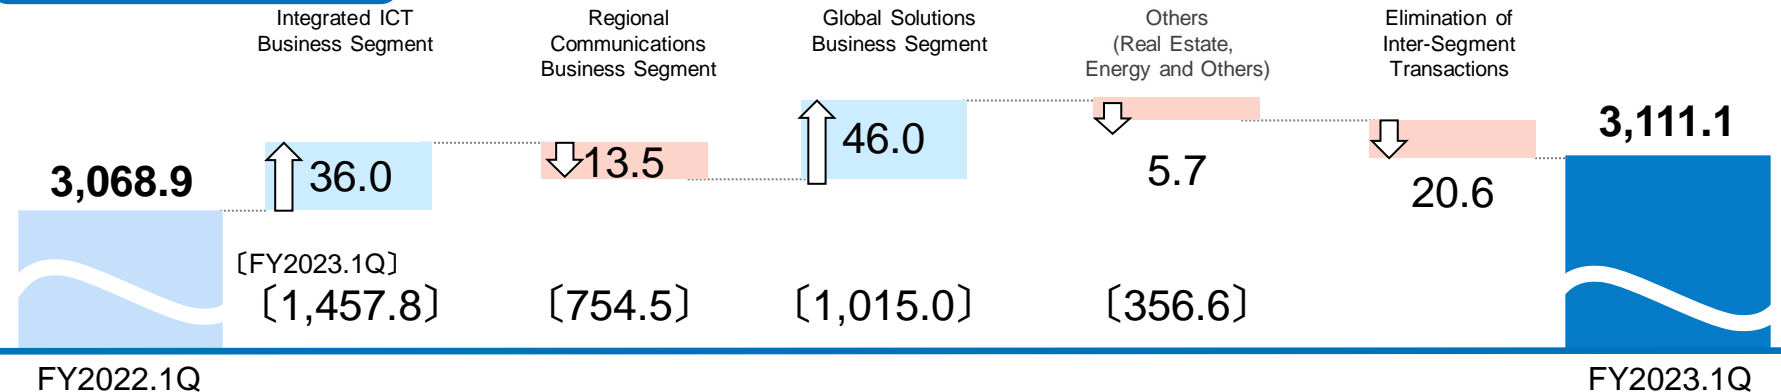 Integrated ICT
Business Segment
Regional
Communications
Business Segment
Global Solutions
Business Segment
Others
(Real Estate,
Energy and Others)
Elimination of
Inter-Segment
Transactions
3,068.9
36.0
13.5
46.0
5.7
20.6
3,111.1
〔FY2023.1Q〕
〔1,457.8〕
〔754.5〕
〔1,015.0〕
〔356.6〕
FY2022.1Q
FY2023.1Q